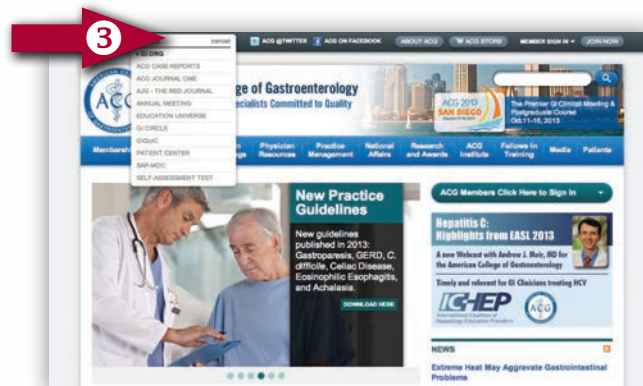 3
(cancel)
ACG @TWITTER
ACG ON FACEBOOK
ABOUT ACG
ACG STORE
MEMBER SIGN IN
JOIN NOW
GI.ORG
ACG CASE REPORTS
ACG JOURNAL CME
AJG - THE RED JOURNAL
ANNUAL MEETING
EDUCATION UNIVERSE
GI CIRCLE
GIQuIC
PATIENT CENTER
SAP-MOC
SELF-ASSESSMENT TEST
ACG
ge of Gastroenterology
ecialists Committed to Quality
ACG 2013
SAN DIEGO
The Premier GI Clinical Meeting &
Postgraduate Course
Oct.11-16, 2013
Membersh
Physician
Resources
Practice
Management
National
Affairs
Research
and Awards
ACG
Institute
Fellows In
Training
Media
Patients
New Practice
Guidelines
New guidelines
published in 2013:
Gastroparesis, GERD, C.
difficile, Celiac Disease,
Eosinophilic Esophagitis,
and Achalasia.
DOWNLOAD HERE
ACG Members Click Here to Sign In
Hepatitis C:
Highlights from EASL 2013
A new Webcast with Andrew J. Muir, MD for
the American College of Gastroenterology
Timely and relevant for GI Clinicians treating HCV
ICHEP
International Coalition of
Hepatology Education Providers
ACG
NEWS
Extreme Heat May Aggravate Gastrointestinal
Problems